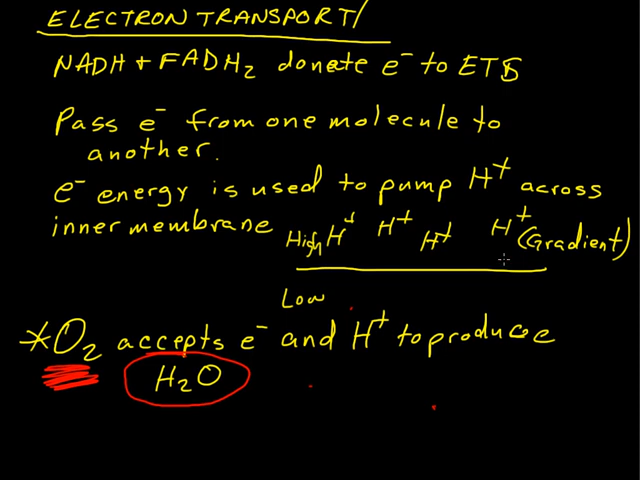 ELECTRON TRANSPORT/
NADH + FADH₂ donate e⁻ to ETS
Pass e⁻ from one molecule to
another.
e⁻ energy is used to pump H⁺ across
inner membrane High H⁺ H⁺ H⁺ H⁺ (Gradient)
Low
*O₂ accepts e⁻ and H⁺ to produce
H₂O